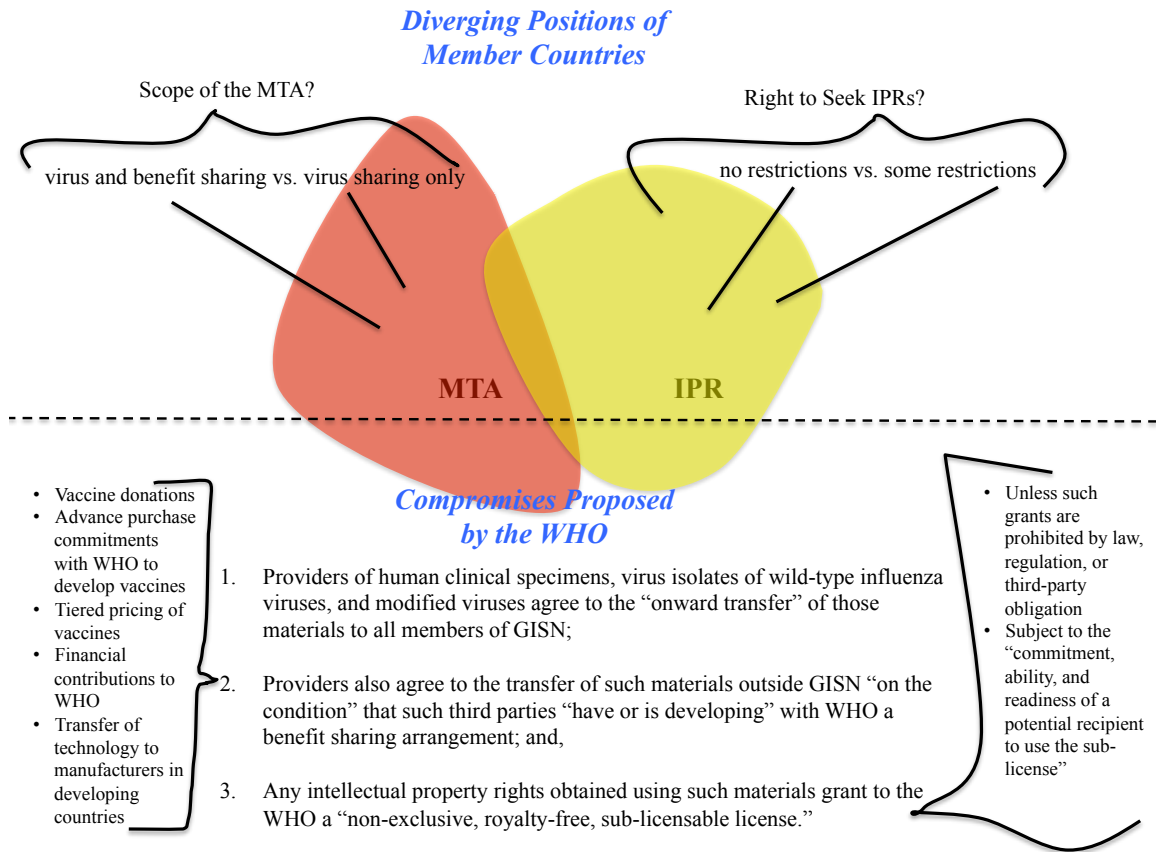 Diverging Positions of
Member Countries
Scope of the MTA?
Right to Seek IPRs?
virus and benefit sharing vs. virus sharing only
no restrictions vs. some restrictions
MTA
IPR
Compromises Proposed
by the WHO
• Vaccine donations
• Advance purchase
commitments
with WHO to
develop vaccines
• Tiered pricing of
vaccines
• Financial
contributions to
WHO
• Transfer of
technology to
manufacturers in
developing
countries
1. Providers of human clinical specimens, virus isolates of wild-type influenza
viruses, and modified viruses agree to the “onward transfer” of those
materials to all members of GISN;
2. Providers also agree to the transfer of such materials outside GISN “on the
condition” that such third parties “have or is developing” with WHO a
benefit sharing arrangement; and,
3. Any intellectual property rights obtained using such materials grant to the
WHO a “non-exclusive, royalty-free, sub-licensable license.”
• Unless such
grants are
prohibited by law,
regulation, or
third-party
obligation
• Subject to the
“commitment,
ability, and
readiness of a
potential recipient
to use the sub-
license”